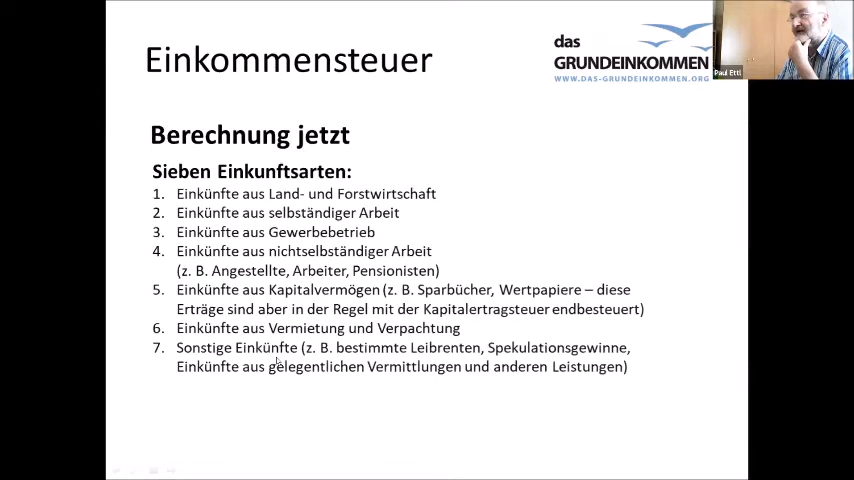 Einkommensteuer
das
GRUNDEINKOMMEN
WWW.DAS-GRUNDEINKOMMEN.ORG
Paul Ettl
Berechnung jetzt
Sieben Einkunftsarten:
1. Einkünfte aus Land- und Forstwirtschaft
2. Einkünfte aus selbständiger Arbeit
3. Einkünfte aus Gewerbebetrieb
4. Einkünfte aus nichtselbständiger Arbeit
(z. B. Angestellte, Arbeiter, Pensionisten)
5. Einkünfte aus Kapitalvermögen (z. B. Sparbücher, Wertpapiere – diese
Erträge sind aber in der Regel mit der Kapitalertragsteuer endbesteuert)
6. Einkünfte aus Vermietung und Verpachtung
7. Sonstige Einkünfte (z. B. bestimmte Leibrenten, Spekulationsgewinne,
Einkünfte aus gelegentlichen Vermittlungen und anderen Leistungen)